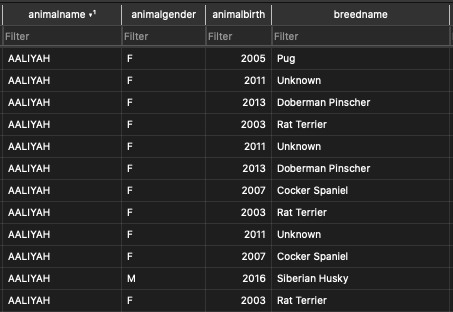 animalname ▾1 animalgender animalbirth breedname
Filter Filter Filter Filter
AALIYAH F 2005 Pug
AALIYAH F 2011 Unknown
AALIYAH F 2013 Doberman Pinscher
AALIYAH F 2003 Rat Terrier
AALIYAH F 2011 Unknown
AALIYAH F 2013 Doberman Pinscher
AALIYAH F 2007 Cocker Spaniel
AALIYAH F 2003 Rat Terrier
AALIYAH F 2011 Unknown
AALIYAH F 2007 Cocker Spaniel
AALIYAH M 2016 Siberian Husky
AALIYAH F 2003 Rat Terrier